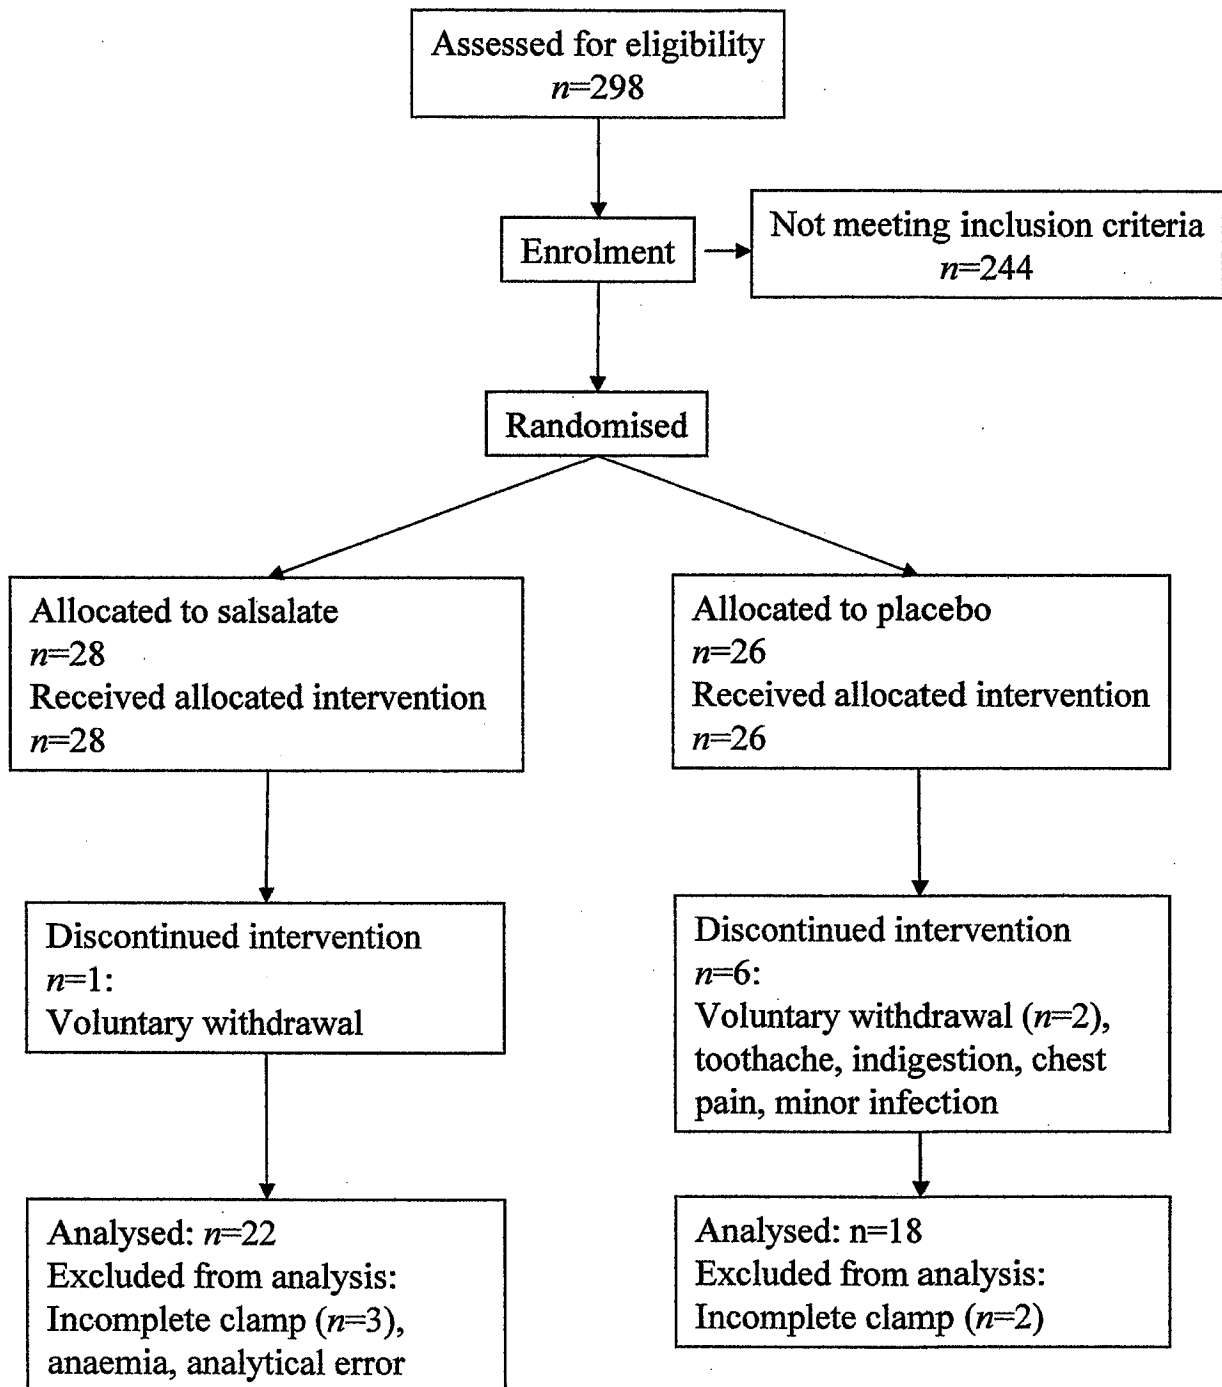 Assessed for eligibility
n=298
Enrolment
Not meeting inclusion criteria
n=244
Randomised
Allocated to salsalate
n=28
Received allocated intervention
n=28
Allocated to placebo
n=26
Received allocated intervention
n=26
Discontinued intervention
n=1:
Voluntary withdrawal
Discontinued intervention
n=6:
Voluntary withdrawal (n=2),
toothache, indigestion, chest
pain, minor infection
Analysed: n=22
Excluded from analysis:
Incomplete clamp (n=3),
anaemia, analytical error
Analysed: n=18
Excluded from analysis:
Incomplete clamp (n=2)